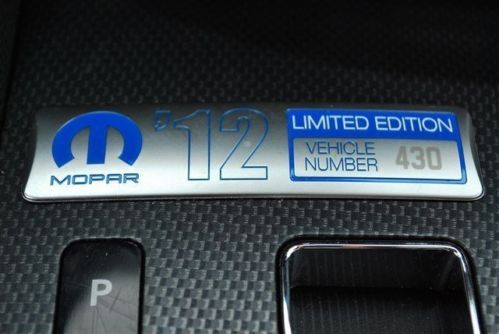 MOPAR
'12
LIMITED EDITION
VEHICLE
NUMBER 430
P